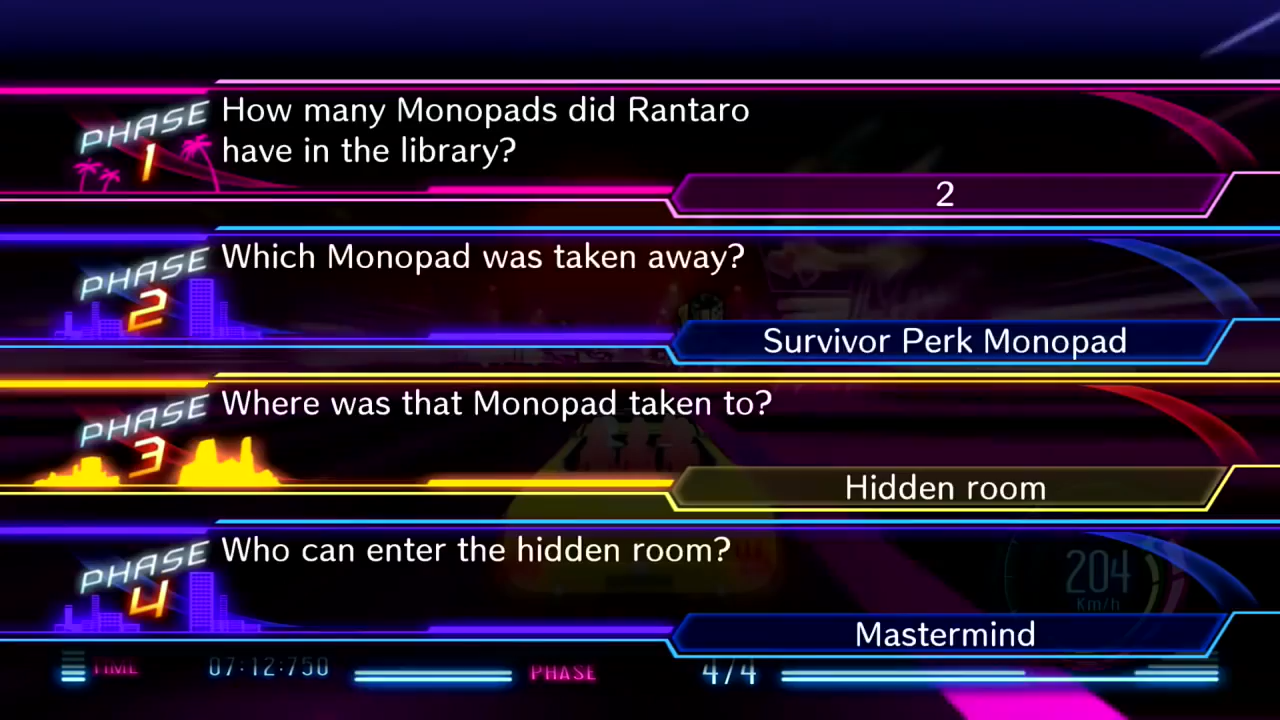 PHASE 1
How many Monopads did Rantaro
have in the library?
2
PHASE 2
Which Monopad was taken away?
Survivor Perk Monopad
PHASE 3
Where was that Monopad taken to?
Hidden room
PHASE 4
Who can enter the hidden room?
Mastermind
204
Km/h
TIME 07:12:750 PHASE 4/4